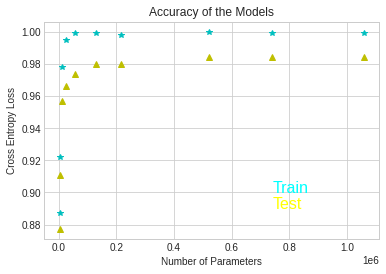 Accuracy of the Models
Cross Entropy Loss
1.00
0.98
0.96
0.94
0.92
0.90
0.88
Train
Test
0.0 0.2 0.4 0.6 0.8 1.0
1e6
Number of Parameters